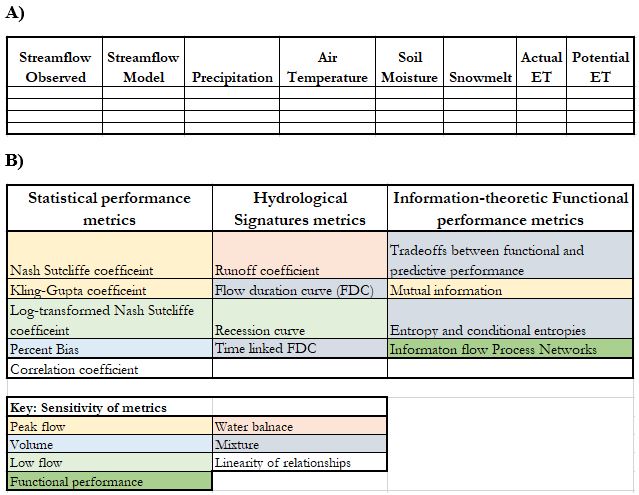 A)
Streamflow Observed Streamflow Model Precipitation Air Temperature Soil Moisture Snowmelt Actual ET Potential ET
B)
Statistical performance metrics Hydrological Signatures metrics Information-theoretic Functional performance metrics
Nash Sutcliffe coefficeint Runoff coefficient Tradeoffs between functional and predictive performance
Kling-Gupta coefficeint Flow duration curve (FDC) Mutual information
Log-transformed Nash Sutcliffe coefficeint Recession curve Entropy and conditional entropies
Percent Bias Time linked FDC Informaton flow Process Networks
Correlation coefficient
Key: Sensitivity of metrics
Peak flow Water balnace
Volume Mixture
Low flow Linearity of relationships
Functional performance